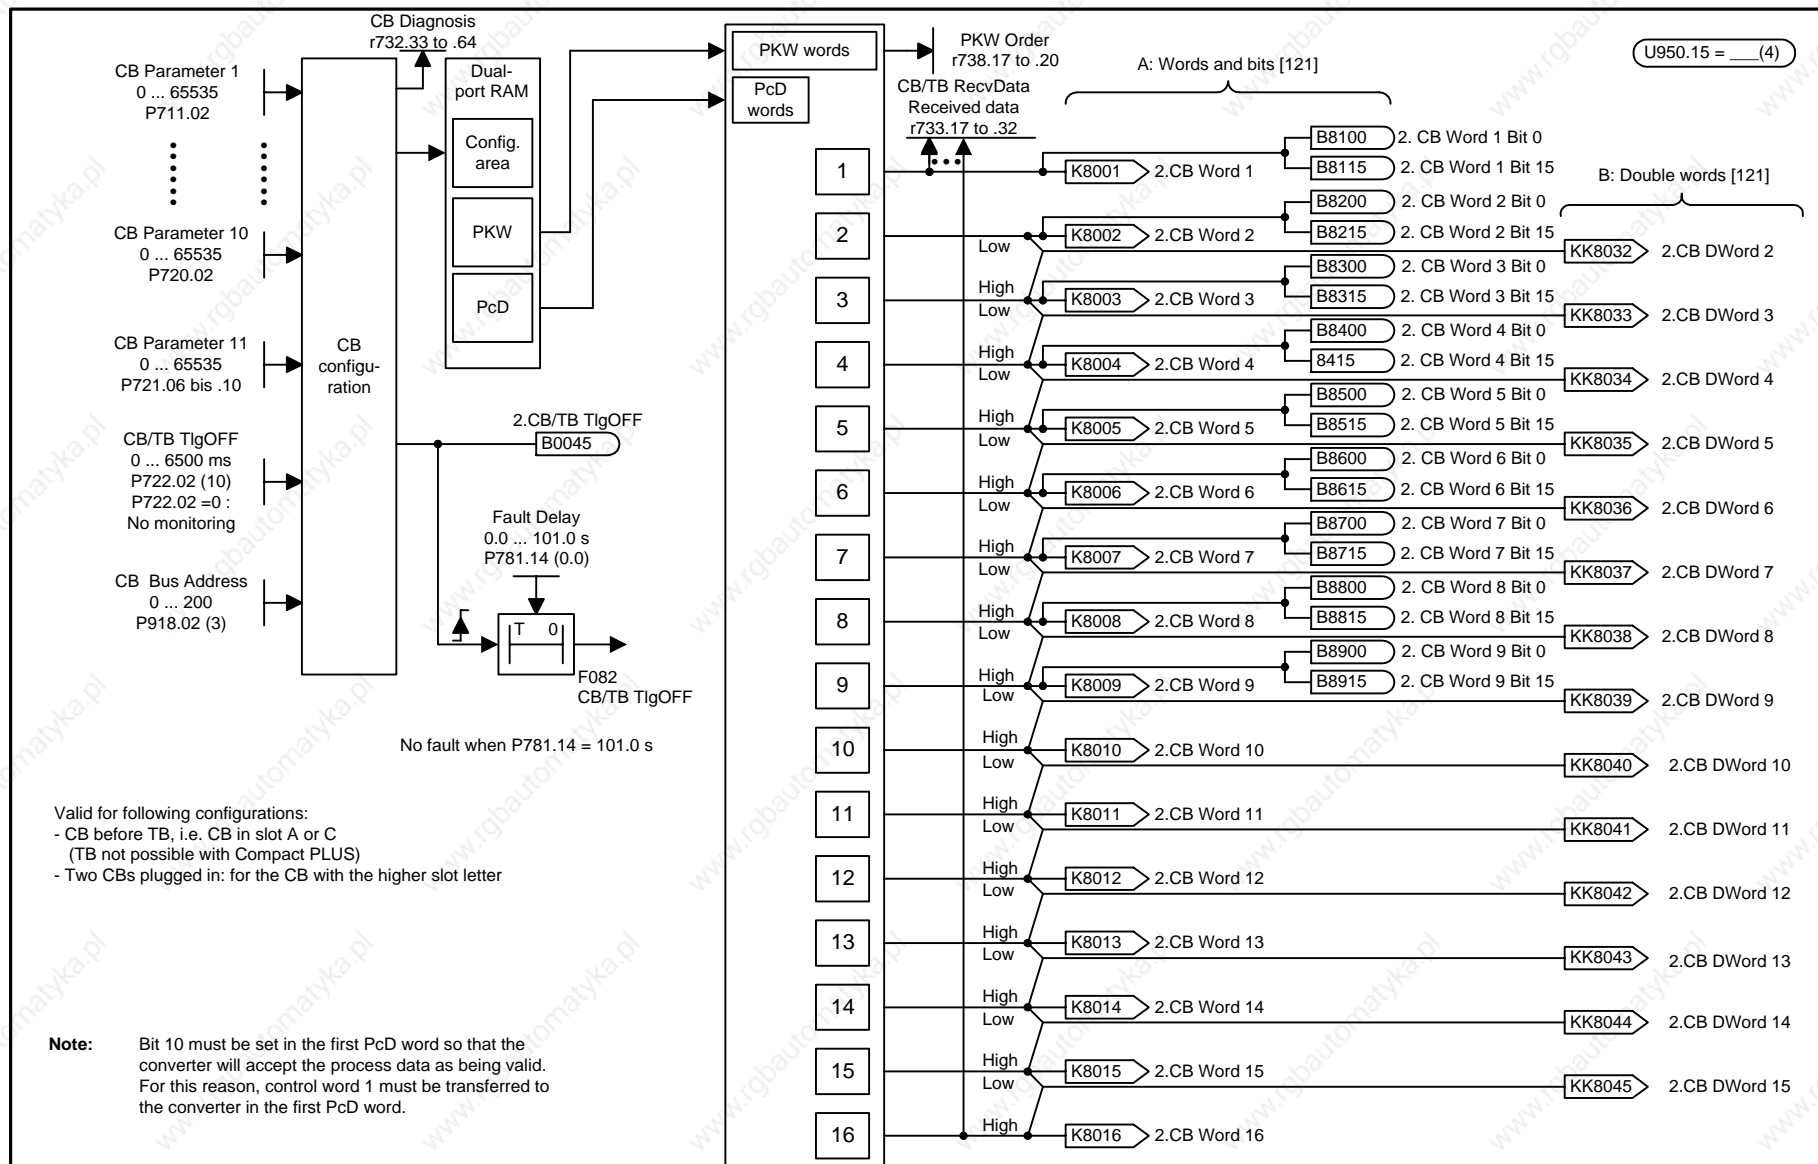 CB Diagnosis
r732.33 to .64
CB Parameter 1
0 ... 65535
P711.02
CB Parameter 10
0 ... 65535
P720.02
CB Parameter 11
0 ... 65535
P721.06 bis .10
CB/TB TlgOFF
0 ... 6500 ms
P722.02 (10)
P722.02 =0 :
No monitoring
CB Bus Address
0 ... 200
P918.02 (3)
CB
configu-
ration
Dual-
port RAM
Config.
area
PKW
PcD
2.CB/TB TlgOFF
B0045
Fault Delay
0.0 ... 101.0 s
P781.14 (0.0)
T 0
F082
CB/TB TlgOFF
No fault when P781.14 = 101.0 s
Valid for following configurations:
- CB before TB, i.e. CB in slot A or C
(TB not possible with Compact PLUS)
- Two CBs plugged in: for the CB with the higher slot letter
Note: Bit 10 must be set in the first PcD word so that the
converter will accept the process data as being valid.
For this reason, control word 1 must be transferred to
the converter in the first PcD word.
PKW words
PcD
words
PKW Order
r738.17 to .20
CB/TB RecvData
Received data
r733.17 to .32
A: Words and bits [121]
U950.15 = ___(4)
B: Double words [121]
B8100 2. CB Word 1 Bit 0
1 K8001 2.CB Word 1 B8115 2. CB Word 1 Bit 15
B8200 2. CB Word 2 Bit 0
2 K8002 2.CB Word 2 B8215 2. CB Word 2 Bit 15
Low KK8032 2.CB DWord 2
B8300 2. CB Word 3 Bit 0
3 High K8003 2.CB Word 3 B8315 2. CB Word 3 Bit 15
Low KK8033 2.CB DWord 3
B8400 2. CB Word 4 Bit 0
4 High K8004 2.CB Word 4 8415 2. CB Word 4 Bit 15
Low KK8034 2.CB DWord 4
B8500 2. CB Word 5 Bit 0
5 High K8005 2.CB Word 5 B8515 2. CB Word 5 Bit 15
Low KK8035 2.CB DWord 5
B8600 2. CB Word 6 Bit 0
6 High K8006 2.CB Word 6 B8615 2. CB Word 6 Bit 15
Low KK8036 2.CB DWord 6
B8700 2. CB Word 7 Bit 0
7 High K8007 2.CB Word 7 B8715 2. CB Word 7 Bit 15
Low KK8037 2.CB DWord 7
B8800 2. CB Word 8 Bit 0
8 High K8008 2.CB Word 8 B8815 2. CB Word 8 Bit 15
Low KK8038 2.CB DWord 8
B8900 2. CB Word 9 Bit 0
9 High K8009 2.CB Word 9 B8915 2. CB Word 9 Bit 15
Low KK8039 2.CB DWord 9
10 High K8010 2.CB Word 10
Low KK8040 2.CB DWord 10
11 High K8011 2.CB Word 11
Low KK8041 2.CB DWord 11
12 High K8012 2.CB Word 12
Low KK8042 2.CB DWord 12
13 High K8013 2.CB Word 13
Low KK8043 2.CB DWord 13
14 High K8014 2.CB Word 14
Low KK8044 2.CB DWord 14
15 High K8015 2.CB Word 15
Low KK8045 2.CB DWord 15
16 High K8016 2.CB Word 16
www.rgbautomatyka.pl